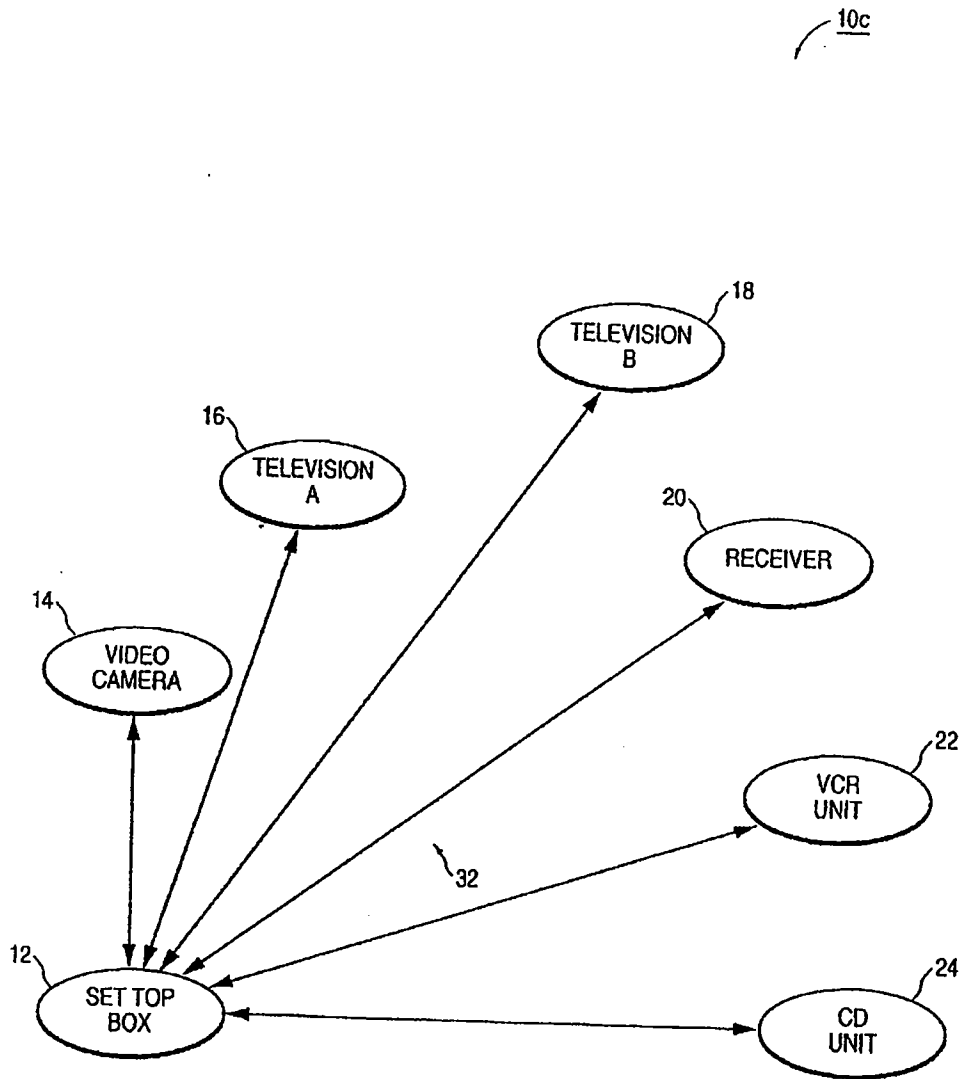 10c
18
TELEVISION
B
16
TELEVISION
A
20
RECEIVER
14
VIDEO
CAMERA
22
VCR
UNIT
32
12
SET TOP
BOX
24
CD
UNIT